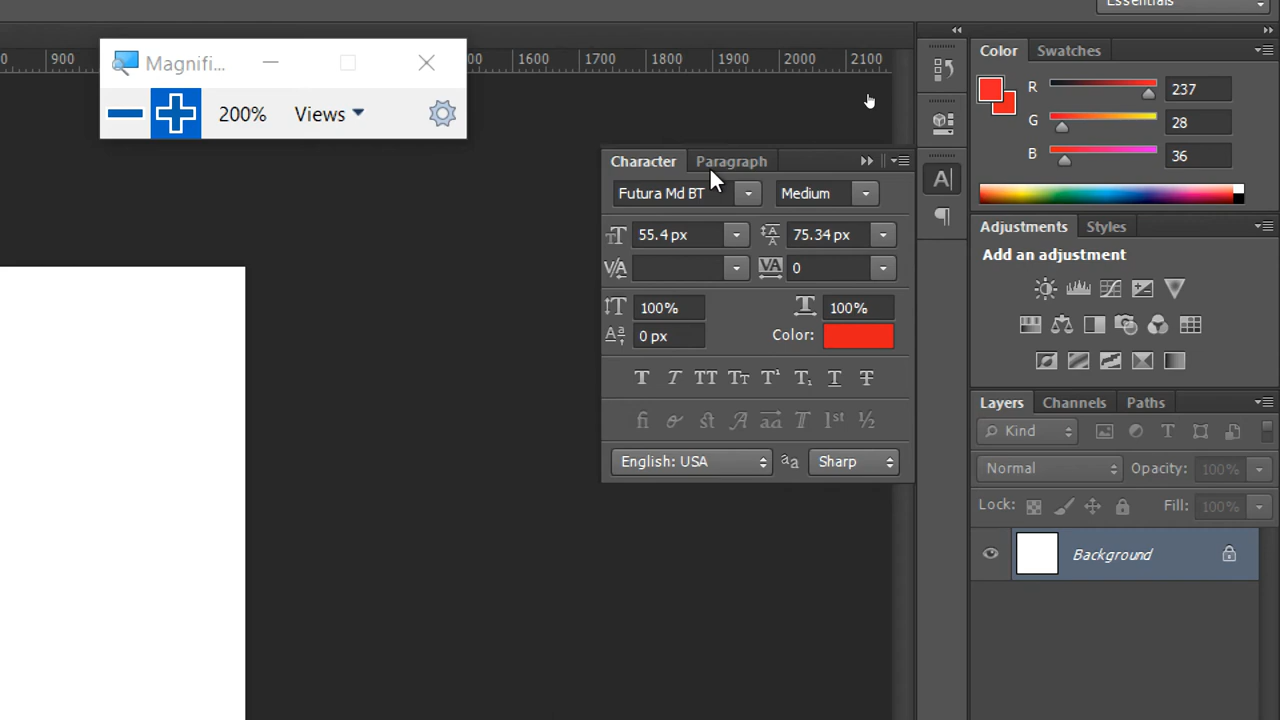 Essentials
900
1600
1700
1800
1900
2000
2100
Magnifi...
200%
Views
Color
Swatches
R
237
G
28
B
36
Character
Paragraph
Futura Md BT
Medium
55.4 px
75.34 px
0
100%
100%
0 px
Color:
English: USA
Sharp
Adjustments
Styles
Add an adjustment
Layers
Channels
Paths
Kind
Normal
Opacity:
100%
Lock:
Fill:
100%
Background